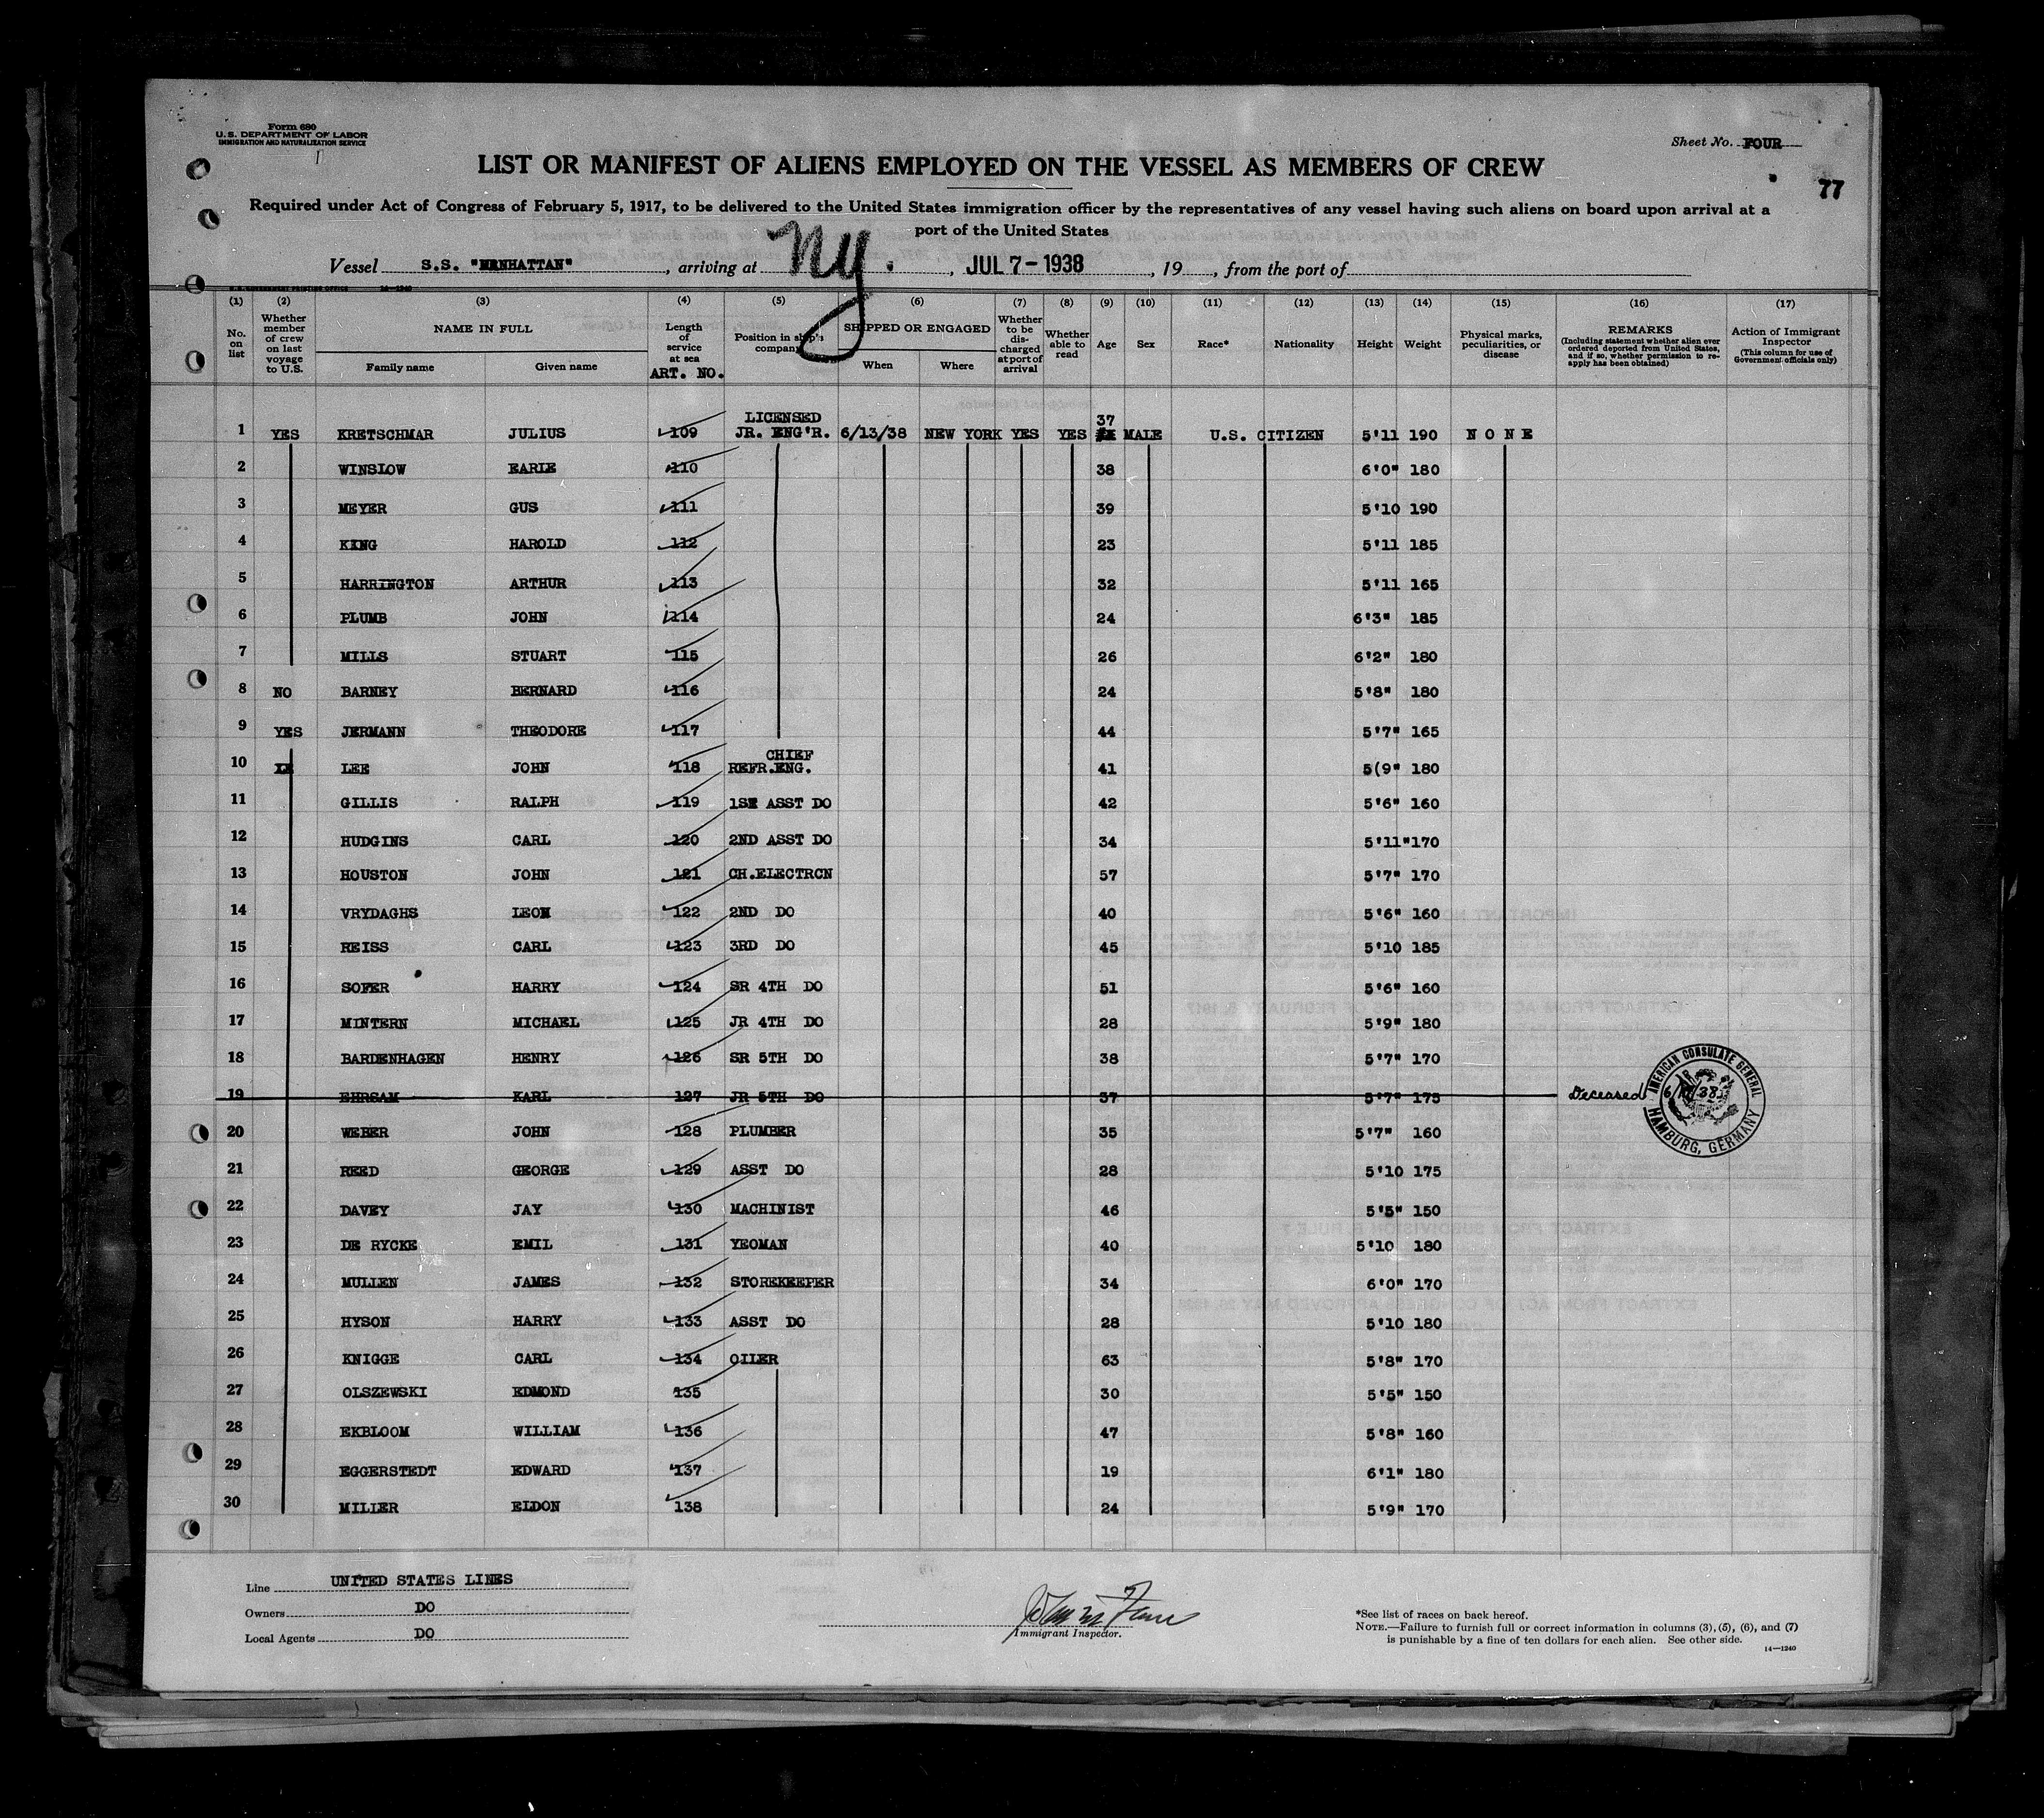 Form 680
U. S. DEPARTMENT OF LABOR
IMMIGRATION AND NATURALIZATION SERVICE
Sheet No. FOUR
LIST OR MANIFEST OF ALIENS EMPLOYED ON THE VESSEL AS MEMBERS OF CREW
77
Required under Act of Congress of February 5, 1917, to be delivered to the United States immigration officer by the representatives of any vessel having such aliens on board upon arrival at a
port of the United States
Vessel S.S. "MANHATTAN", arriving at NY., JUL 7 - 1938, 19, from the port of
U. S. GOVERNMENT PRINTING OFFICE 14—1240
(1) (2) (3) (4) (5) (6) (7) (8) (9) (10) (11) (12) (13) (14) (15) (16) (17)
No. on list
Whether member of crew on last voyage to U.S.
NAME IN FULL
Family name Given name
Length of service at sea
ART. NO.
Position in ship's company
SHIPPED OR ENGAGED
When Where
Whether to be discharged at port of arrival
Whether able to read
Age Sex Race* Nationality Height Weight
Physical marks, peculiarities, or disease
REMARKS
(Including statement whether alien ever ordered deported from United States, and if so, whether permission to reapply has been obtained)
Action of Immigrant Inspector
(This column for use of Government officials only)
LICENSED 37
1 YES KRETSCHMAR JULIUS 109 JR. ENG'R. 6/13/38 NEW YORK YES YES MALE U.S. CITIZEN 5'11 190 NONE
2 WINSLOW EARLE 110 38 6'0" 180
3 MEYER GUS 111 39 5'10 190
4 KING HAROLD 112 23 5'11 185
5 HARRINGTON ARTHUR 113 32 5'11 165
6 PLUMB JOHN 114 24 6'3" 185
7 MILLS STUART 115 26 6'2" 180
8 NO BARNEY BERNARD 116 24 5'8" 180
9 YES JERMANN THEODORE 117 44 5'7" 165
CHIEF
10 LEE JOHN 118 REFR.ENG. 41 5(9" 180
11 GILLIS RALPH 119 1ST ASST DO 42 5'6" 160
12 HUDGINS CARL 120 2ND ASST DO 34 5'11" 170
13 HOUSTON JOHN 121 CH.ELECTRCN 57 5'7" 170
14 VRYDAGHS LEON 122 2ND DO 40 5'6" 160
15 REISS CARL 123 3RD DO 45 5'10 185
16 SOFER HARRY 124 SR 4TH DO 51 5'6" 160
17 MINTERN MICHAEL 125 JR 4TH DO 28 5'9" 180
18 BARDENHAGEN HENRY 126 SR 5TH DO 38 5'7" 170
19 EHRSAM KARL 127 JR 5TH DO 37 5'7" 175 Deceased
AMERICAN CONSULATE GENERAL
HAMBURG, GERMANY
20 WEBER JOHN 128 PLUMBER 35 5'7" 160
21 REED GEORGE 129 ASST DO 28 5'10 175
22 DAVEY JAY 130 MACHINIST 46 5'5" 150
23 DE RYCKE EMIL 131 YEOMAN 40 5'10 180
24 MULLEN JAMES 132 STOREKEEPER 34 6'0" 170
25 HYSON HARRY 133 ASST DO 28 5'10 180
26 KNIGGE CARL 134 OILER 63 5'8" 170
27 OLSZEWSKI EDMOND 135 30 5'5" 150
28 EKBLOOM WILLIAM 136 47 5'8" 160
29 EGGERSTEDT EDWARD 137 19 6'1" 180
30 MILLER ELDON 138 24 5'9" 170
Line UNITED STATES LINES
Owners DO
Local Agents DO
Immigrant Inspector.
*See list of races on back hereof.
NOTE.—Failure to furnish full or correct information in columns (3), (5), (6), and (7)
is punishable by a fine of ten dollars for each alien. See other side.
14—1240